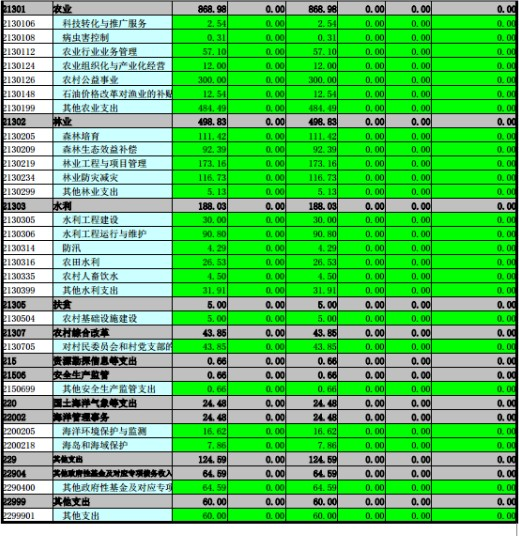 21301 农业 868.98 0.00 868.98 0.00 0.00 0.00
2130106 科技转化与推广服务 2.54 0.00 2.54 0.00 0.00 0.00
2130108 病虫害控制 0.31 0.00 0.31 0.00 0.00 0.00
2130112 农业行业业务管理 57.10 0.00 57.10 0.00 0.00 0.00
2130124 农业组织化与产业化经营 12.00 0.00 12.00 0.00 0.00 0.00
2130126 农村公益事业 300.00 0.00 300.00 0.00 0.00 0.00
2130148 石油价格改革对渔业的补贴 12.54 0.00 12.54 0.00 0.00 0.00
2130199 其他农业支出 484.49 0.00 484.49 0.00 0.00 0.00
21302 林业 498.83 0.00 498.83 0.00 0.00 0.00
2130205 森林培育 111.42 0.00 111.42 0.00 0.00 0.00
2130209 森林生态效益补偿 92.39 0.00 92.39 0.00 0.00 0.00
2130219 林业工程与项目管理 173.16 0.00 173.16 0.00 0.00 0.00
2130234 林业防灾减灾 116.73 0.00 116.73 0.00 0.00 0.00
2130299 其他林业支出 5.13 0.00 5.13 0.00 0.00 0.00
21303 水利 188.03 0.00 188.03 0.00 0.00 0.00
2130305 水利工程建设 30.00 0.00 30.00 0.00 0.00 0.00
2130306 水利工程运行与维护 90.80 0.00 90.80 0.00 0.00 0.00
2130314 防汛 4.29 0.00 4.29 0.00 0.00 0.00
2130316 农田水利 26.53 0.00 26.53 0.00 0.00 0.00
2130335 农村人畜饮水 4.50 0.00 4.50 0.00 0.00 0.00
2130399 其他水利支出 31.91 0.00 31.91 0.00 0.00 0.00
21305 扶贫 5.00 0.00 5.00 0.00 0.00 0.00
2130504 农村基础设施建设 5.00 0.00 5.00 0.00 0.00 0.00
21307 农村综合改革 43.85 0.00 43.85 0.00 0.00 0.00
2130705 对村民委员会和村党支部的 43.85 0.00 43.85 0.00 0.00 0.00
215 资源勘探信息等支出 0.66 0.00 0.66 0.00 0.00 0.00
21506 安全生产监管 0.66 0.00 0.66 0.00 0.00 0.00
2150699 其他安全生产监管支出 0.66 0.00 0.66 0.00 0.00 0.00
220 国土海洋气象等支出 24.48 0.00 24.48 0.00 0.00 0.00
22002 海洋管理事务 24.48 0.00 24.48 0.00 0.00 0.00
2200205 海洋环境保护与监测 16.62 0.00 16.62 0.00 0.00 0.00
2200218 海岛和海域保护 7.86 0.00 7.86 0.00 0.00 0.00
229 其他支出 124.59 0.00 124.59 0.00 0.00 0.00
22904 其他政府性基金及对应专项债务收入 64.59 0.00 64.59 0.00 0.00 0.00
2290400 其他政府性基金及对应专项 64.59 0.00 64.59 0.00 0.00 0.00
22999 其他支出 60.00 0.00 60.00 0.00 0.00 0.00
2299901 其他支出 60.00 0.00 60.00 0.00 0.00 0.00